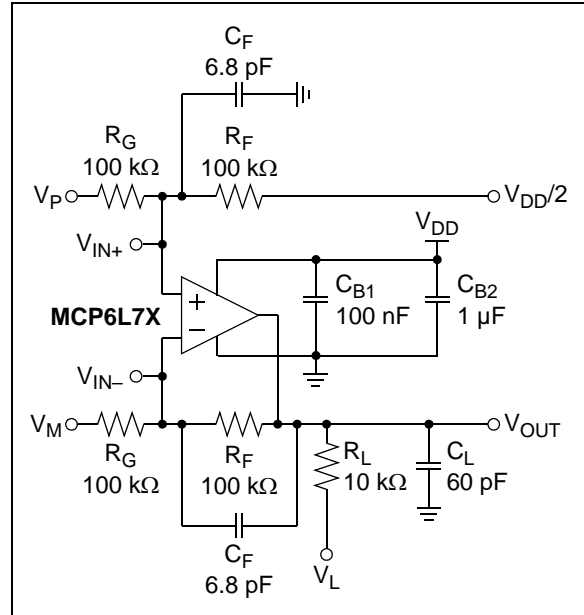 C_F
6.8 pF
R_G
100 kΩ
R_F
100 kΩ
V_P
V_DD/2
V_DD
V_IN+
C_B1
100 nF
C_B2
1 µF
MCP6L7X
+
−
V_IN–
V_M
V_OUT
R_G
100 kΩ
R_F
100 kΩ
R_L
10 kΩ
C_L
60 pF
C_F
6.8 pF
V_L